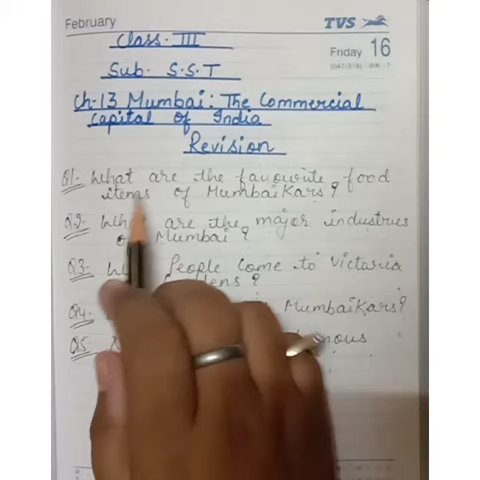 February
TVS
Friday 16
Class - III
Sub- S.S.T
Ch-13 Mumbai: The Commercial
Capital of India
Revision
Q1- What are the favourite food
items of MumbaiKars?
Q2- are the major industries
Mumbai?
Q3- People come to Victoria
?
Q4- MumbaiKars?
Q5-